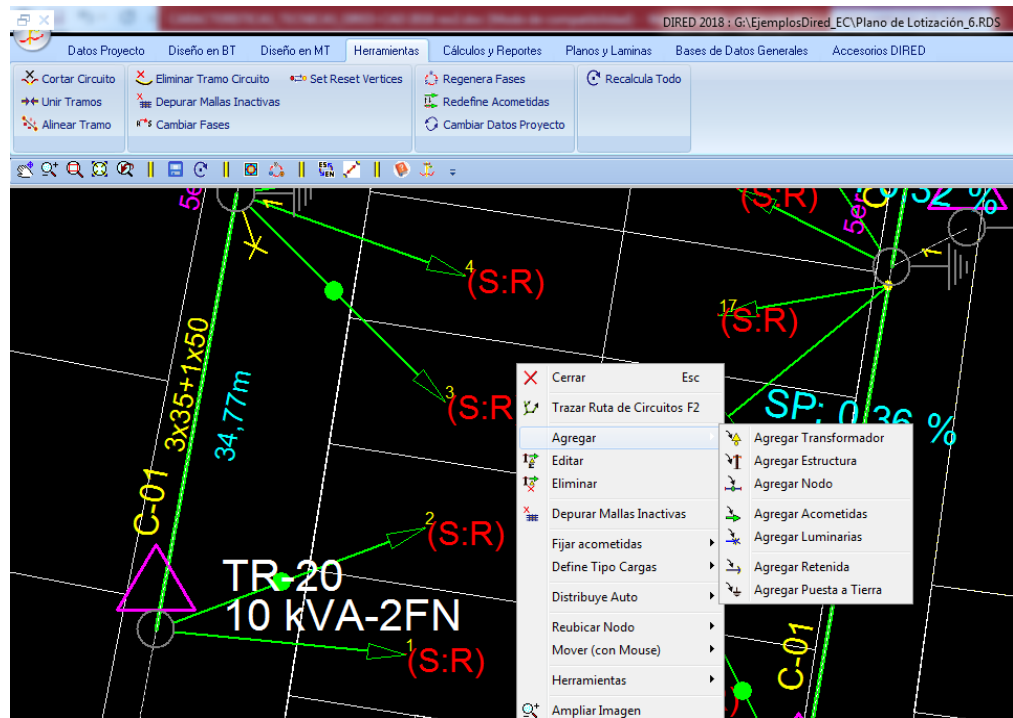 DIRED 2018 : G:\EjemplosDired_EC\Plano de Lotización_6.RDS
Datos Proyecto Diseño en BT Diseño en MT Herramientas Cálculos y Reportes Planos y Laminas Bases de Datos Generales Accesorios DIRED
Cortar Circuito Eliminar Tramo Circuito Set Reset Vertices Regenera Fases Recalcula Todo
Unir Tramos Depurar Mallas Inactivas Redefine Acometidas
Alinear Tramo Cambiar Fases Cambiar Datos Proyecto
1
4
(S:R)
17
(S:R)
(S:R)
1
3x35+1x50
34,77m
3
(S:R
Cerrar Esc
Trazar Ruta de Circuitos F2
Agregar
Editar
Eliminar
Depurar Mallas Inactivas
Fijar acometidas
Define Tipo Cargas
Distribuye Auto
Reubicar Nodo
Mover (con Mouse)
Herramientas
Ampliar Imagen
SP: 0,36 %
Agregar Transformador
Agregar Estructura
Agregar Nodo
Agregar Acometidas
Agregar Luminarias
Agregar Retenida
Agregar Puesta a Tierra
C-01
2
(S:R)
TR-20
10 kVA-2FN
1
(S:R)
C-01